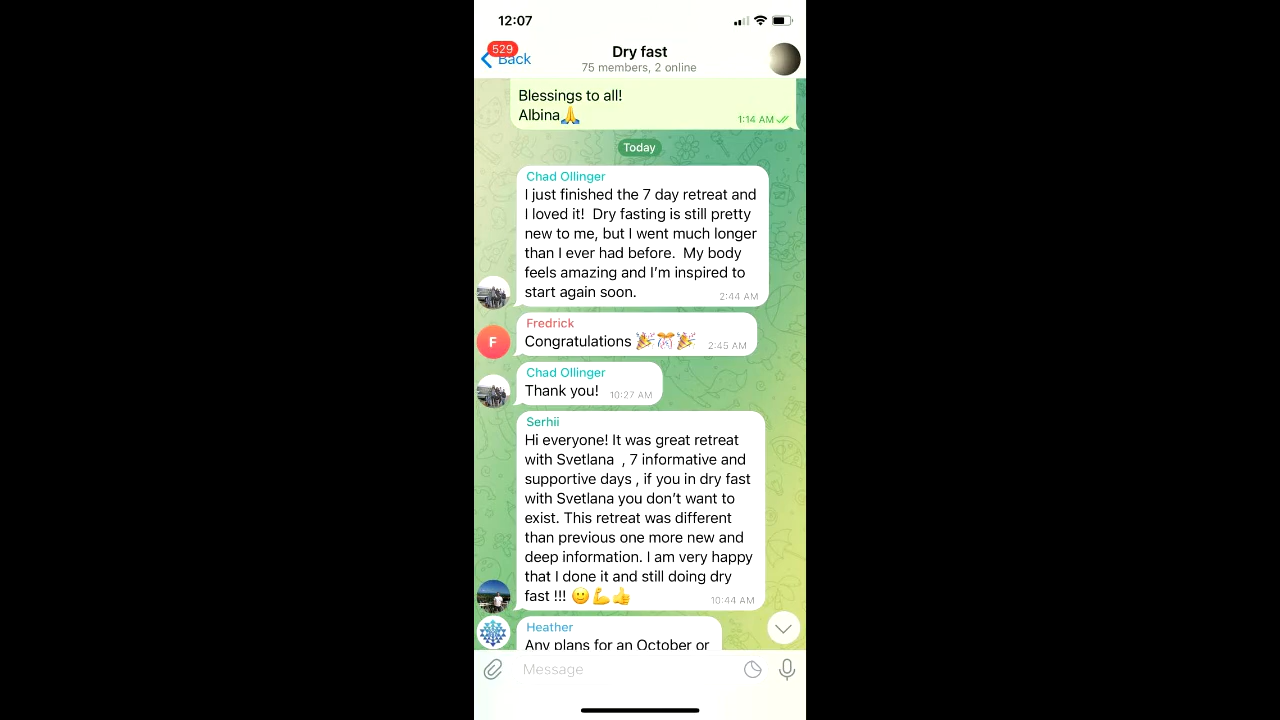 12:07
529
Back
Dry fast
75 members, 2 online
Blessings to all!
Albina🙏
1:14 AM
Today
Chad Ollinger
I just finished the 7 day retreat and
I loved it!  Dry fasting is still pretty
new to me, but I went much longer
than I ever had before.  My body
feels amazing and I’m inspired to
start again soon.
2:44 AM
Fredrick
F
Congratulations 🎉🎊🎉
2:45 AM
Chad Ollinger
Thank you!
10:27 AM
Serhii
Hi everyone! It was great retreat
with Svetlana  , 7 informative and
supportive days , if you in dry fast
with Svetlana you don’t want to
exist. This retreat was different
than previous one more new and
deep information. I am very happy
that I done it and still doing dry
fast !!! 🙂💪👍
10:44 AM
Heather
Any plans for an October or
Message